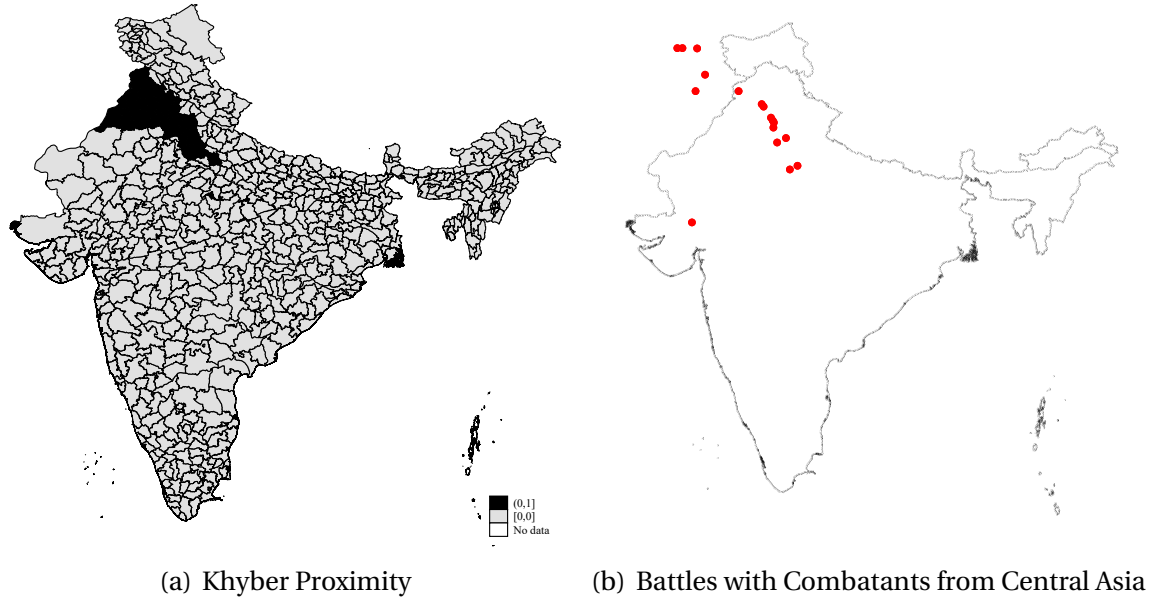 (0,1]
[0,0]
No data
(a) Khyber Proximity
(b) Battles with Combatants from Central Asia